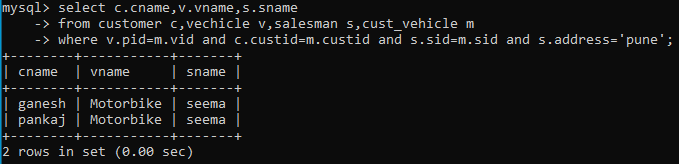 mysql> select c.cname,v.vname,s.sname
    -> from customer c,vechicle v,salesman s,cust_vehicle m
    -> where v.pid=m.vid and c.custid=m.custid and s.sid=m.sid and s.address='pune';
+--------+-----------+-------+
| cname  | vname     | sname |
+--------+-----------+-------+
| ganesh | Motorbike | seema |
| pankaj | Motorbike | seema |
+--------+-----------+-------+
2 rows in set (0.00 sec)